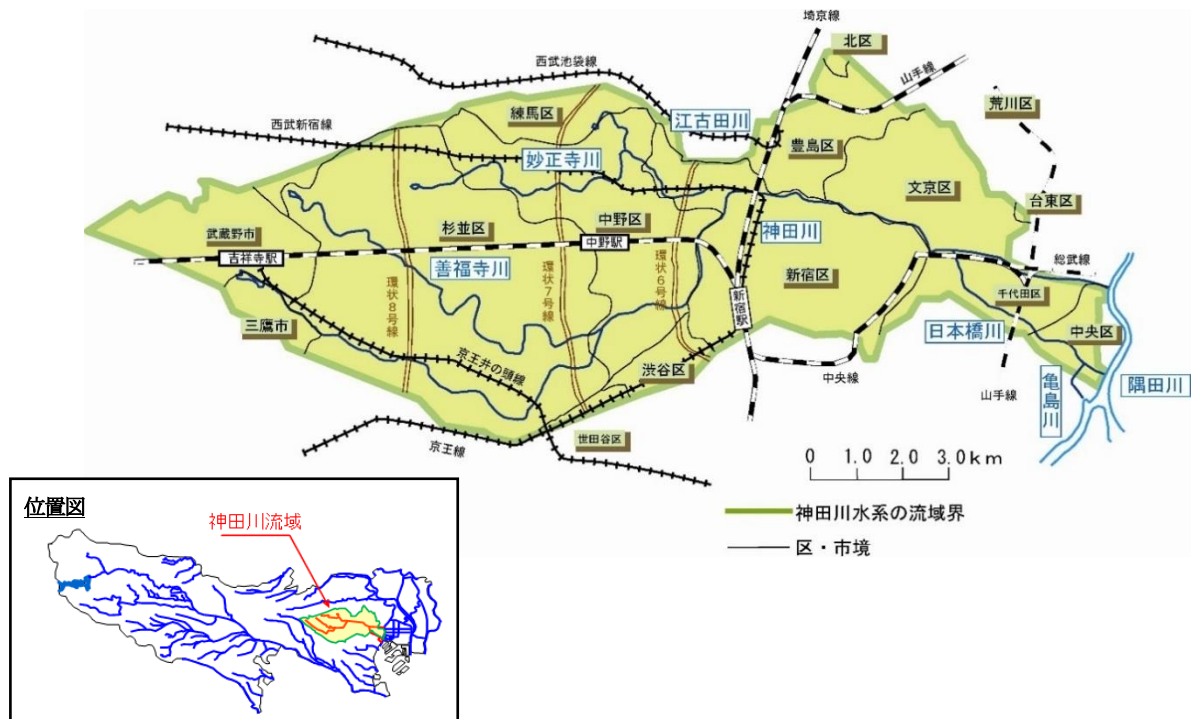 埼京線
北区
山手線
西武池袋線
荒川区
練馬区
江古田川
西武新宿線
豊島区
妙正寺川
文京区
台東区
中野区
武蔵野市
杉並区
神田川
中野駅
吉祥寺駅
総武線
善福寺川
新宿区
環状8号線
環状7号線
環状6号線
千代田区
新宿駅
三鷹市
日本橋川
中央区
京王井の頭線
渋谷区
中央線
亀島川
隅田川
山手線
京王線
世田谷区
0 1.0 2.0 3.0km
神田川水系の流域界
区・市境
位置図
神田川流域